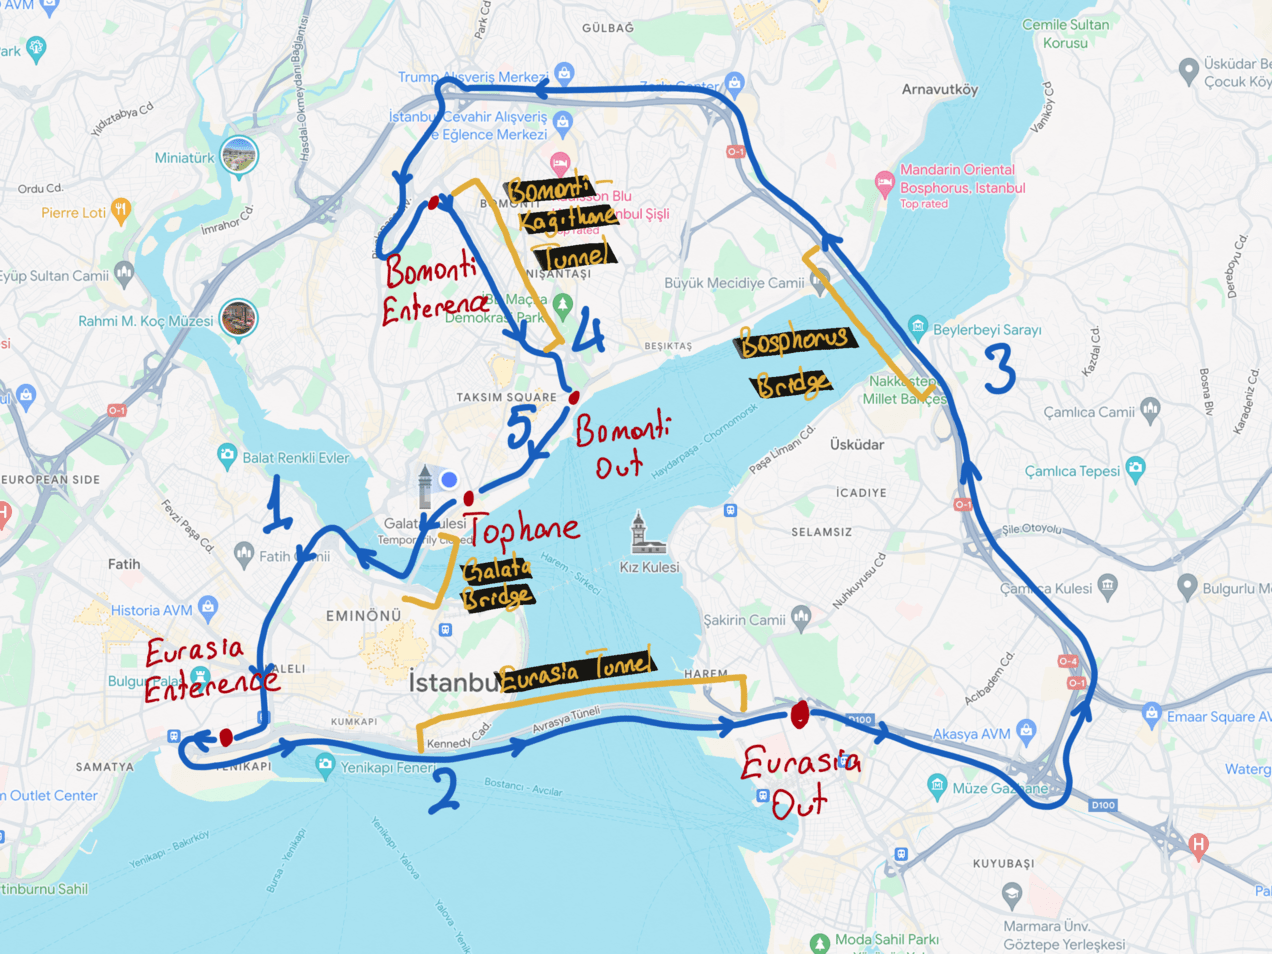 AVM
Park Cd.
GÜLBAĞ
Cemile Sultan
Korusu
Park
Trump Alışveriş Merkezi
Zorlu Center
Üsküdar Be
Çocuk Köy
Arnavutköy
Yıldıztabya Cd.
Hasdal-Okmeydanı Bağlantısı
Vaniköy Cd.
İstanbul Cevahir Alışveriş
ve Eğlence Merkezi
O-1
Miniatürk
Mandarin Oriental
Bosphorus, Istanbul
Top rated
Ordu Cd.
Pierre Loti
İmrahor Cd.
BOMONTİ
Bomonti
Kağıthane
Tunnel
Radisson Blu
Istanbul Şişli
Top rated
Eyüp Sultan Camii
Bomonti
Enterence
NİŞANTAŞI
Büyük Mecidiye Camii
Dereboyu Cd.
Rahmi M. Koç Müzesi
İBB Maçka
Demokrasi Parkı
4
BEŞİKTAŞ
Bosphorus
Bridge
Beylerbeyi Sarayı
3
Kazdal Cd.
Nakkaştepe
Millet Bahçesi
Bosna Blv
Karadeniz Cd.
TAKSIM SQUARE
5
O-1
Bomonti
Out
Haydarpaşa - Chornomorsk
Paşa Limanı Cd.
Üsküdar
Çamlıca Camii
Balat Renkli Evler
EUROPEAN SIDE
Çamlıca Tepesi
İCADİYE
O-1
Fevzi Paşa Cd.
1
Galata Kulesi
Temporarily closed
Tophane
SELAMSIZ
Şile Otoyolu
Fatih
Fatih Camii
Galata
Bridge
Harem - Sirkeci
Kız Kulesi
Nuhkuyusu Cd
Çamlıca Kulesi
Bulgurlu M
Historia AVM
EMİNÖNÜ
Şakirin Camii
Eurasia
Enterence
Bulgur Palas
LALELI
İstanbul
Eurasia Tunnel
HAREM
O-4
O-1
Acıbadem Cd.
KUMKAPI
Kennedy Cad.
Avrasya Tüneli
D100
Emaar Square AV
Akasya AVM
SAMATYA
YENİKAPI
Yenikapı Feneri
Eurasia
Out
2
Bostancı - Avcılar
Müze Gazhane
Waterg
m Outlet Center
D100
Yenikapı - Bakırköy
Bursa - Yenikapı
Yenikapı - Yalova
Yalova - Yenik
H
KUYUBAŞI
tinburnu Sahil
Pa
Marmara Ünv.
Göztepe Yerleşkesi
Moda Sahil Parkı